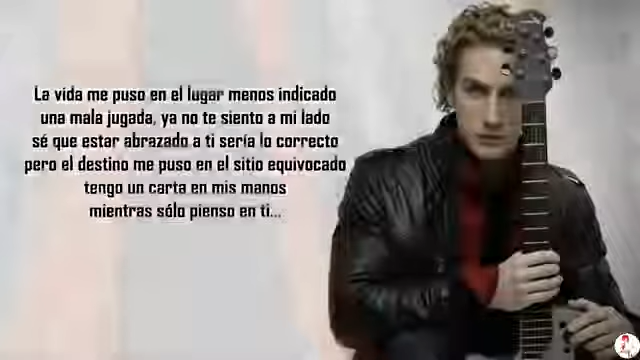 La vida me puso en el lugar menos indicado
una mala jugada, ya no te siento a mi lado
sé que estar abrazado a ti sería lo correcto
pero el destino me puso en el sitio equivocado
tengo un carta en mis manos
mientras sólo pienso en ti...